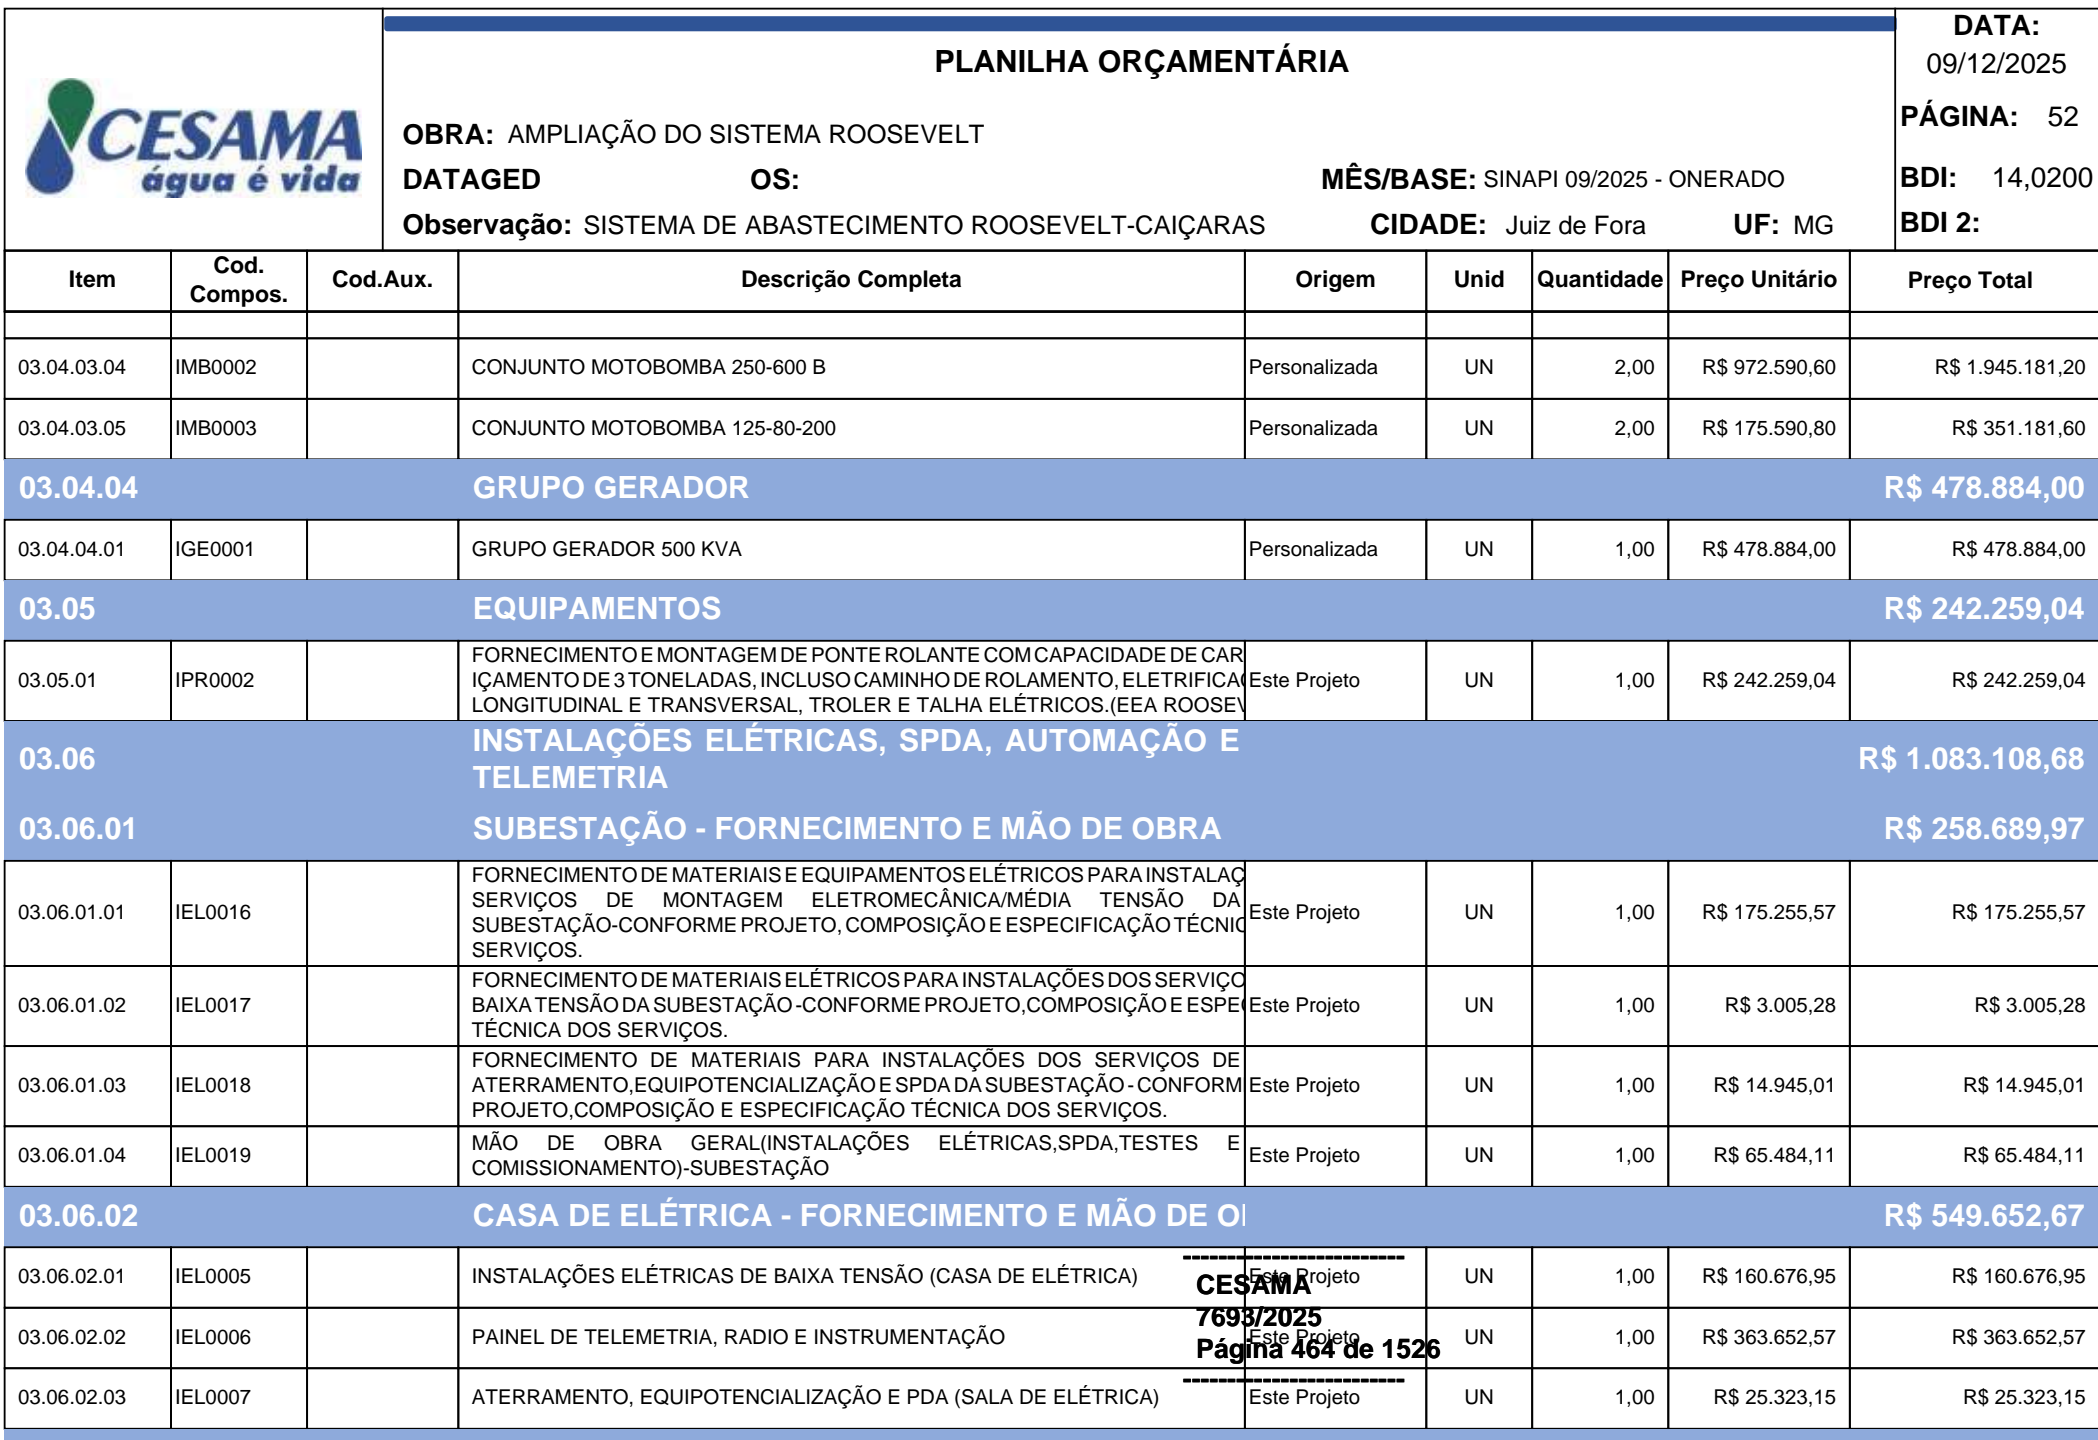 DATA:
PLANILHA ORÇAMENTÁRIA
09/12/2025
CESAMA
água é vida
PÁGINA: 52
OBRA: AMPLIAÇÃO DO SISTEMA ROOSEVELT
DATAGED OS: MÊS/BASE: SINAPI 09/2025 - ONERADO BDI: 14,0200
Observação: SISTEMA DE ABASTECIMENTO ROOSEVELT-CAIÇARAS CIDADE: Juiz de Fora UF: MG BDI 2:
Item Cod. Compos. Cod.Aux. Descrição Completa Origem Unid Quantidade Preço Unitário Preço Total
03.04.03.04 IMB0002 CONJUNTO MOTOBOMBA 250-600 B Personalizada UN 2,00 R$ 972.590,60 R$ 1.945.181,20
03.04.03.05 IMB0003 CONJUNTO MOTOBOMBA 125-80-200 Personalizada UN 2,00 R$ 175.590,80 R$ 351.181,60
03.04.04 GRUPO GERADOR R$ 478.884,00
03.04.04.01 IGE0001 GRUPO GERADOR 500 KVA Personalizada UN 1,00 R$ 478.884,00 R$ 478.884,00
03.05 EQUIPAMENTOS R$ 242.259,04
FORNECIMENTO E MONTAGEM DE PONTE ROLANTE COM CAPACIDADE DE CAR
03.05.01 IPR0002 IÇAMENTO DE 3 TONELADAS, INCLUSO CAMINHO DE ROLAMENTO, ELETRIFICA Este Projeto UN 1,00 R$ 242.259,04 R$ 242.259,04
LONGITUDINAL E TRANSVERSAL, TROLER E TALHA ELÉTRICOS.(EEA ROOSEV
03.06 INSTALAÇÕES ELÉTRICAS, SPDA, AUTOMAÇÃO E R$ 1.083.108,68
TELEMETRIA
03.06.01 SUBESTAÇÃO - FORNECIMENTO E MÃO DE OBRA R$ 258.689,97
FORNECIMENTO DE MATERIAIS E EQUIPAMENTOS ELÉTRICOS PARA INSTALAÇ
SERVIÇOS DE MONTAGEM ELETROMECÂNICA/MÉDIA TENSÃO DA
03.06.01.01 IEL0016 SUBESTAÇÃO-CONFORME PROJETO, COMPOSIÇÃO E ESPECIFICAÇÃO TÉCNIC Este Projeto UN 1,00 R$ 175.255,57 R$ 175.255,57
SERVIÇOS.
FORNECIMENTO DE MATERIAIS ELÉTRICOS PARA INSTALAÇÕES DOS SERVIÇO
03.06.01.02 IEL0017 BAIXA TENSÃO DA SUBESTAÇÃO -CONFORME PROJETO,COMPOSIÇÃO E ESPE Este Projeto UN 1,00 R$ 3.005,28 R$ 3.005,28
TÉCNICA DOS SERVIÇOS.
FORNECIMENTO DE MATERIAIS PARA INSTALAÇÕES DOS SERVIÇOS DE
03.06.01.03 IEL0018 ATERRAMENTO,EQUIPOTENCIALIZAÇÃO E SPDA DA SUBESTAÇÃO - CONFORM Este Projeto UN 1,00 R$ 14.945,01 R$ 14.945,01
PROJETO,COMPOSIÇÃO E ESPECIFICAÇÃO TÉCNICA DOS SERVIÇOS.
03.06.01.04 IEL0019 MÃO DE OBRA GERAL(INSTALAÇÕES ELÉTRICAS,SPDA,TESTES E Este Projeto UN 1,00 R$ 65.484,11 R$ 65.484,11
COMISSIONAMENTO)-SUBESTAÇÃO
03.06.02 CASA DE ELÉTRICA - FORNECIMENTO E MÃO DE O R$ 549.652,67
------------------------
03.06.02.01 IEL0005 INSTALAÇÕES ELÉTRICAS DE BAIXA TENSÃO (CASA DE ELÉTRICA) Este Projeto UN 1,00 R$ 160.676,95 R$ 160.676,95
CESAMA
7693/2025
03.06.02.02 IEL0006 PAINEL DE TELEMETRIA, RADIO E INSTRUMENTAÇÃO Este Projeto UN 1,00 R$ 363.652,57 R$ 363.652,57
Página 464 de 1526
------------------------
03.06.02.03 IEL0007 ATERRAMENTO, EQUIPOTENCIALIZAÇÃO E PDA (SALA DE ELÉTRICA) Este Projeto UN 1,00 R$ 25.323,15 R$ 25.323,15